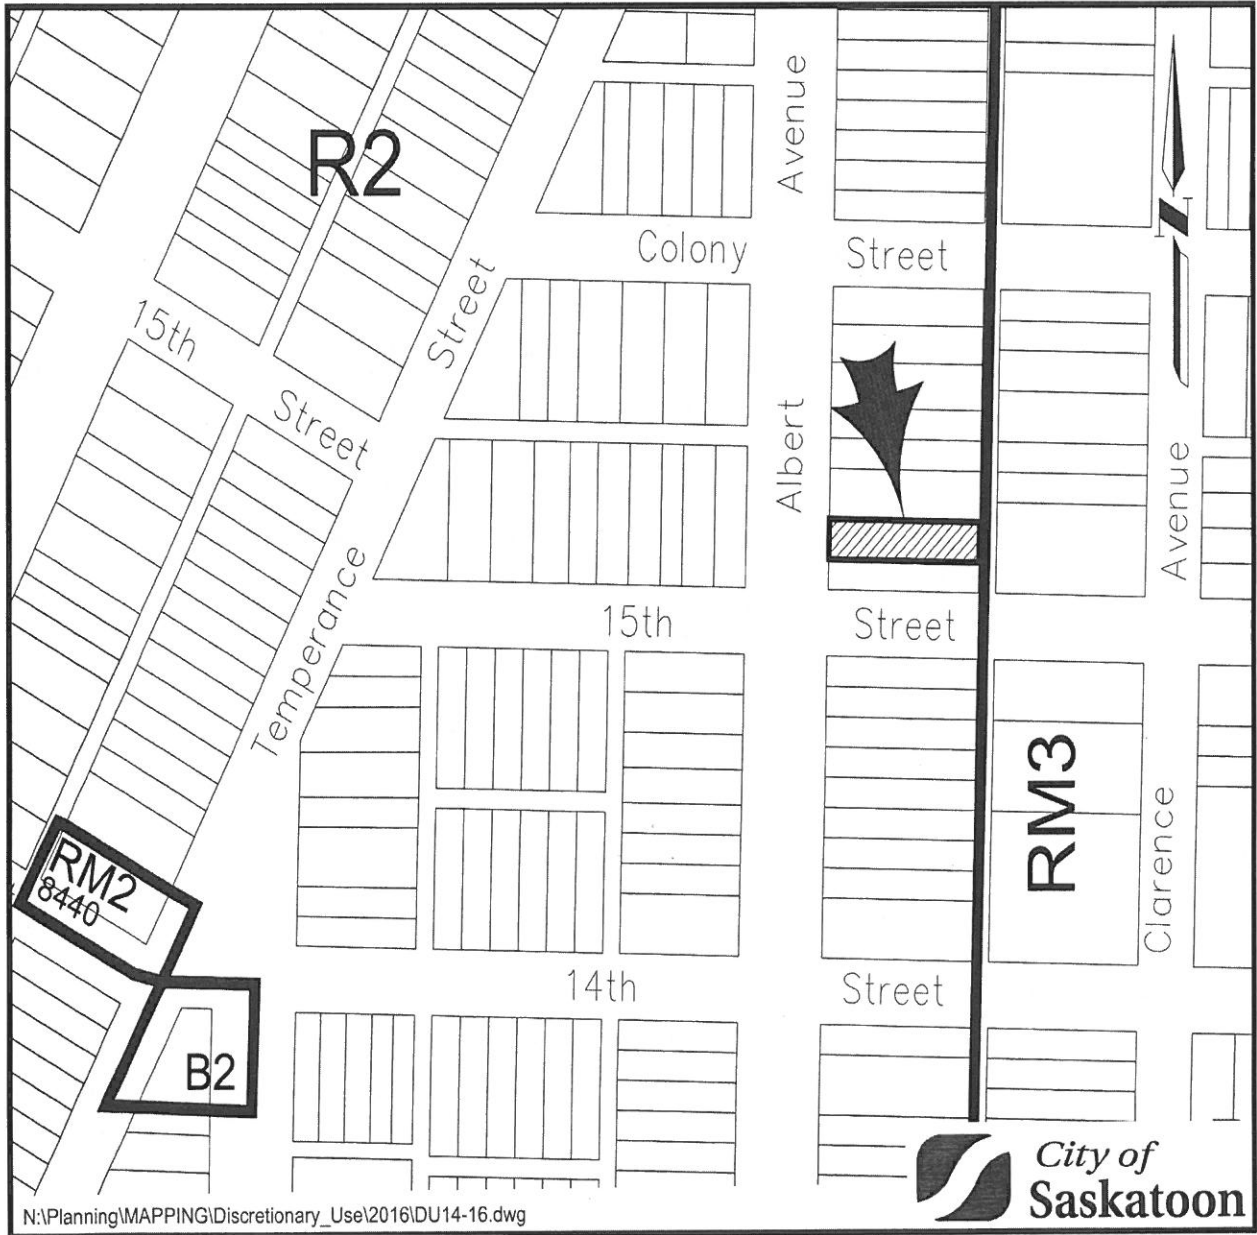 R2
Avenue
Colony Street
N
15th Street
Street
Albert
Avenue
15th Street
Temperance
RM3
Clarence
RM2
8440
14th Street
B2
City of
Saskatoon
N:\Planning\MAPPING\Discretionary_Use\2016\DU14-16.dwg